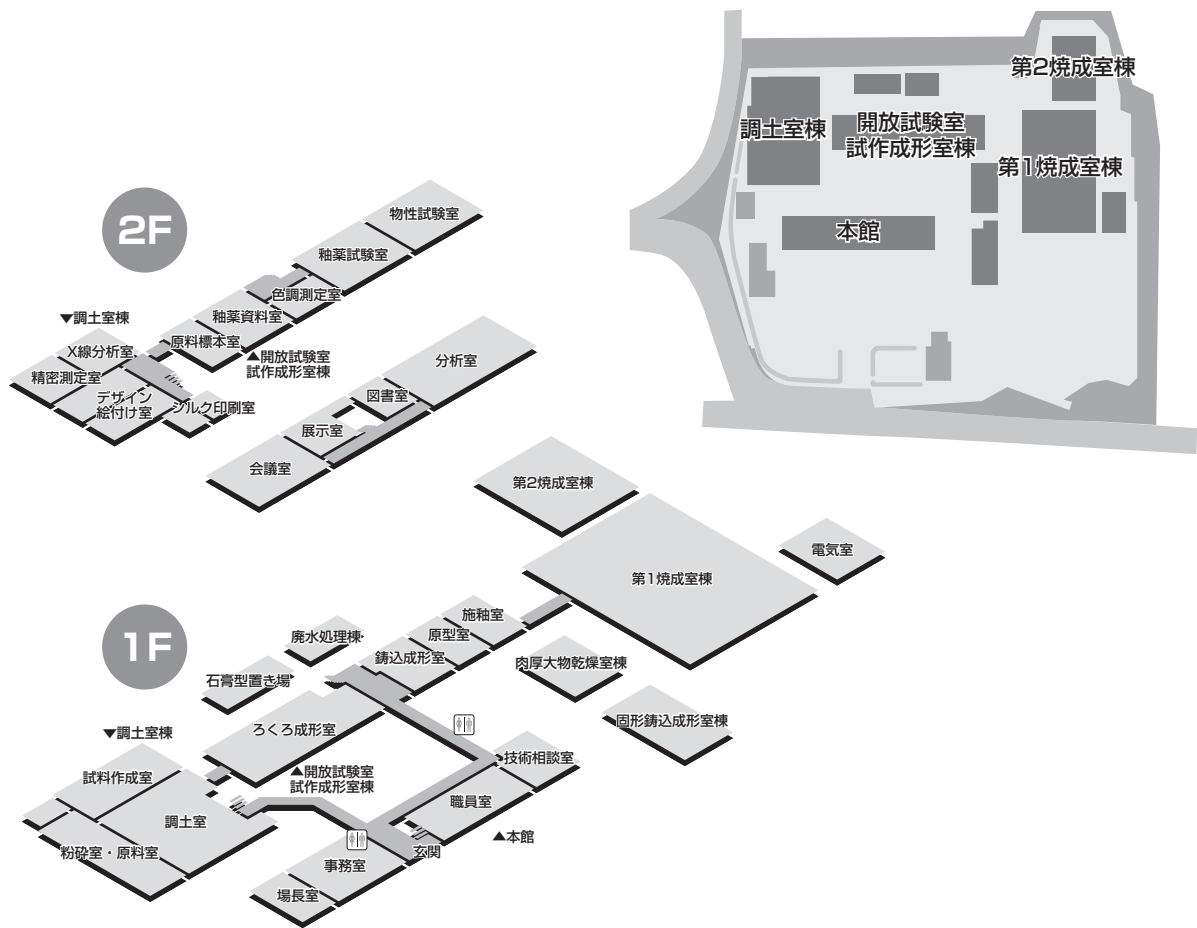 第2焼成室棟
調土室棟
開放試験室
試作成形室棟
第1焼成室棟
本館
2F
物性試験室
釉薬試験室
色調測定室
釉薬資料室
原料標本室
▼調土室棟
X線分析室
精密測定室
デザイン
絵付け室
シルク印刷室
▲開放試験室
試作成形室棟
分析室
図書室
展示室
会議室
1F
第2焼成室棟
第1焼成室棟
電気室
施釉室
原型室
鋳込成形室
廃水処理棟
石膏型置き場
肉厚大物乾燥室棟
固形鋳込成形室棟
ろくろ成形室
▼調土室棟
試料作成室
調土室
粉砕室・原料室
▲開放試験室
試作成形室棟
技術相談室
職員室
▲本館
玄関
事務室
場長室